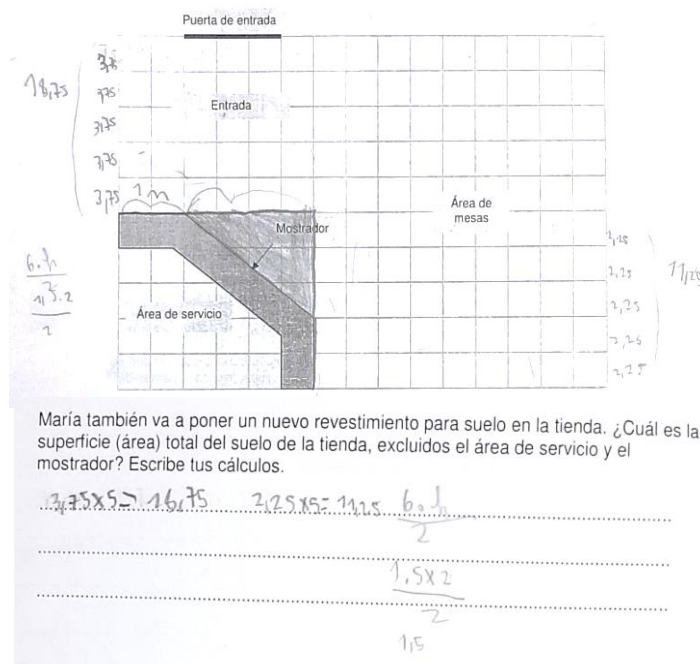 Puerta de entrada
3,75
18,75
3,75
Entrada
3,75
3,75
3,75 1m
Área de
mesas
Mostrador
2,25
6.h
2,25
11,25
1,5.2
2
2,25
Área de servicio
2,25
2,25
María también va a poner un nuevo revestimiento para suelo en la tienda. ¿Cuál es la
superficie (área) total del suelo de la tienda, excluidos el área de servicio y el
mostrador? Escribe tus cálculos.
3,75x5= 16,75 2,25x5= 11,25 6.h
2
1,5x2
2
1,5